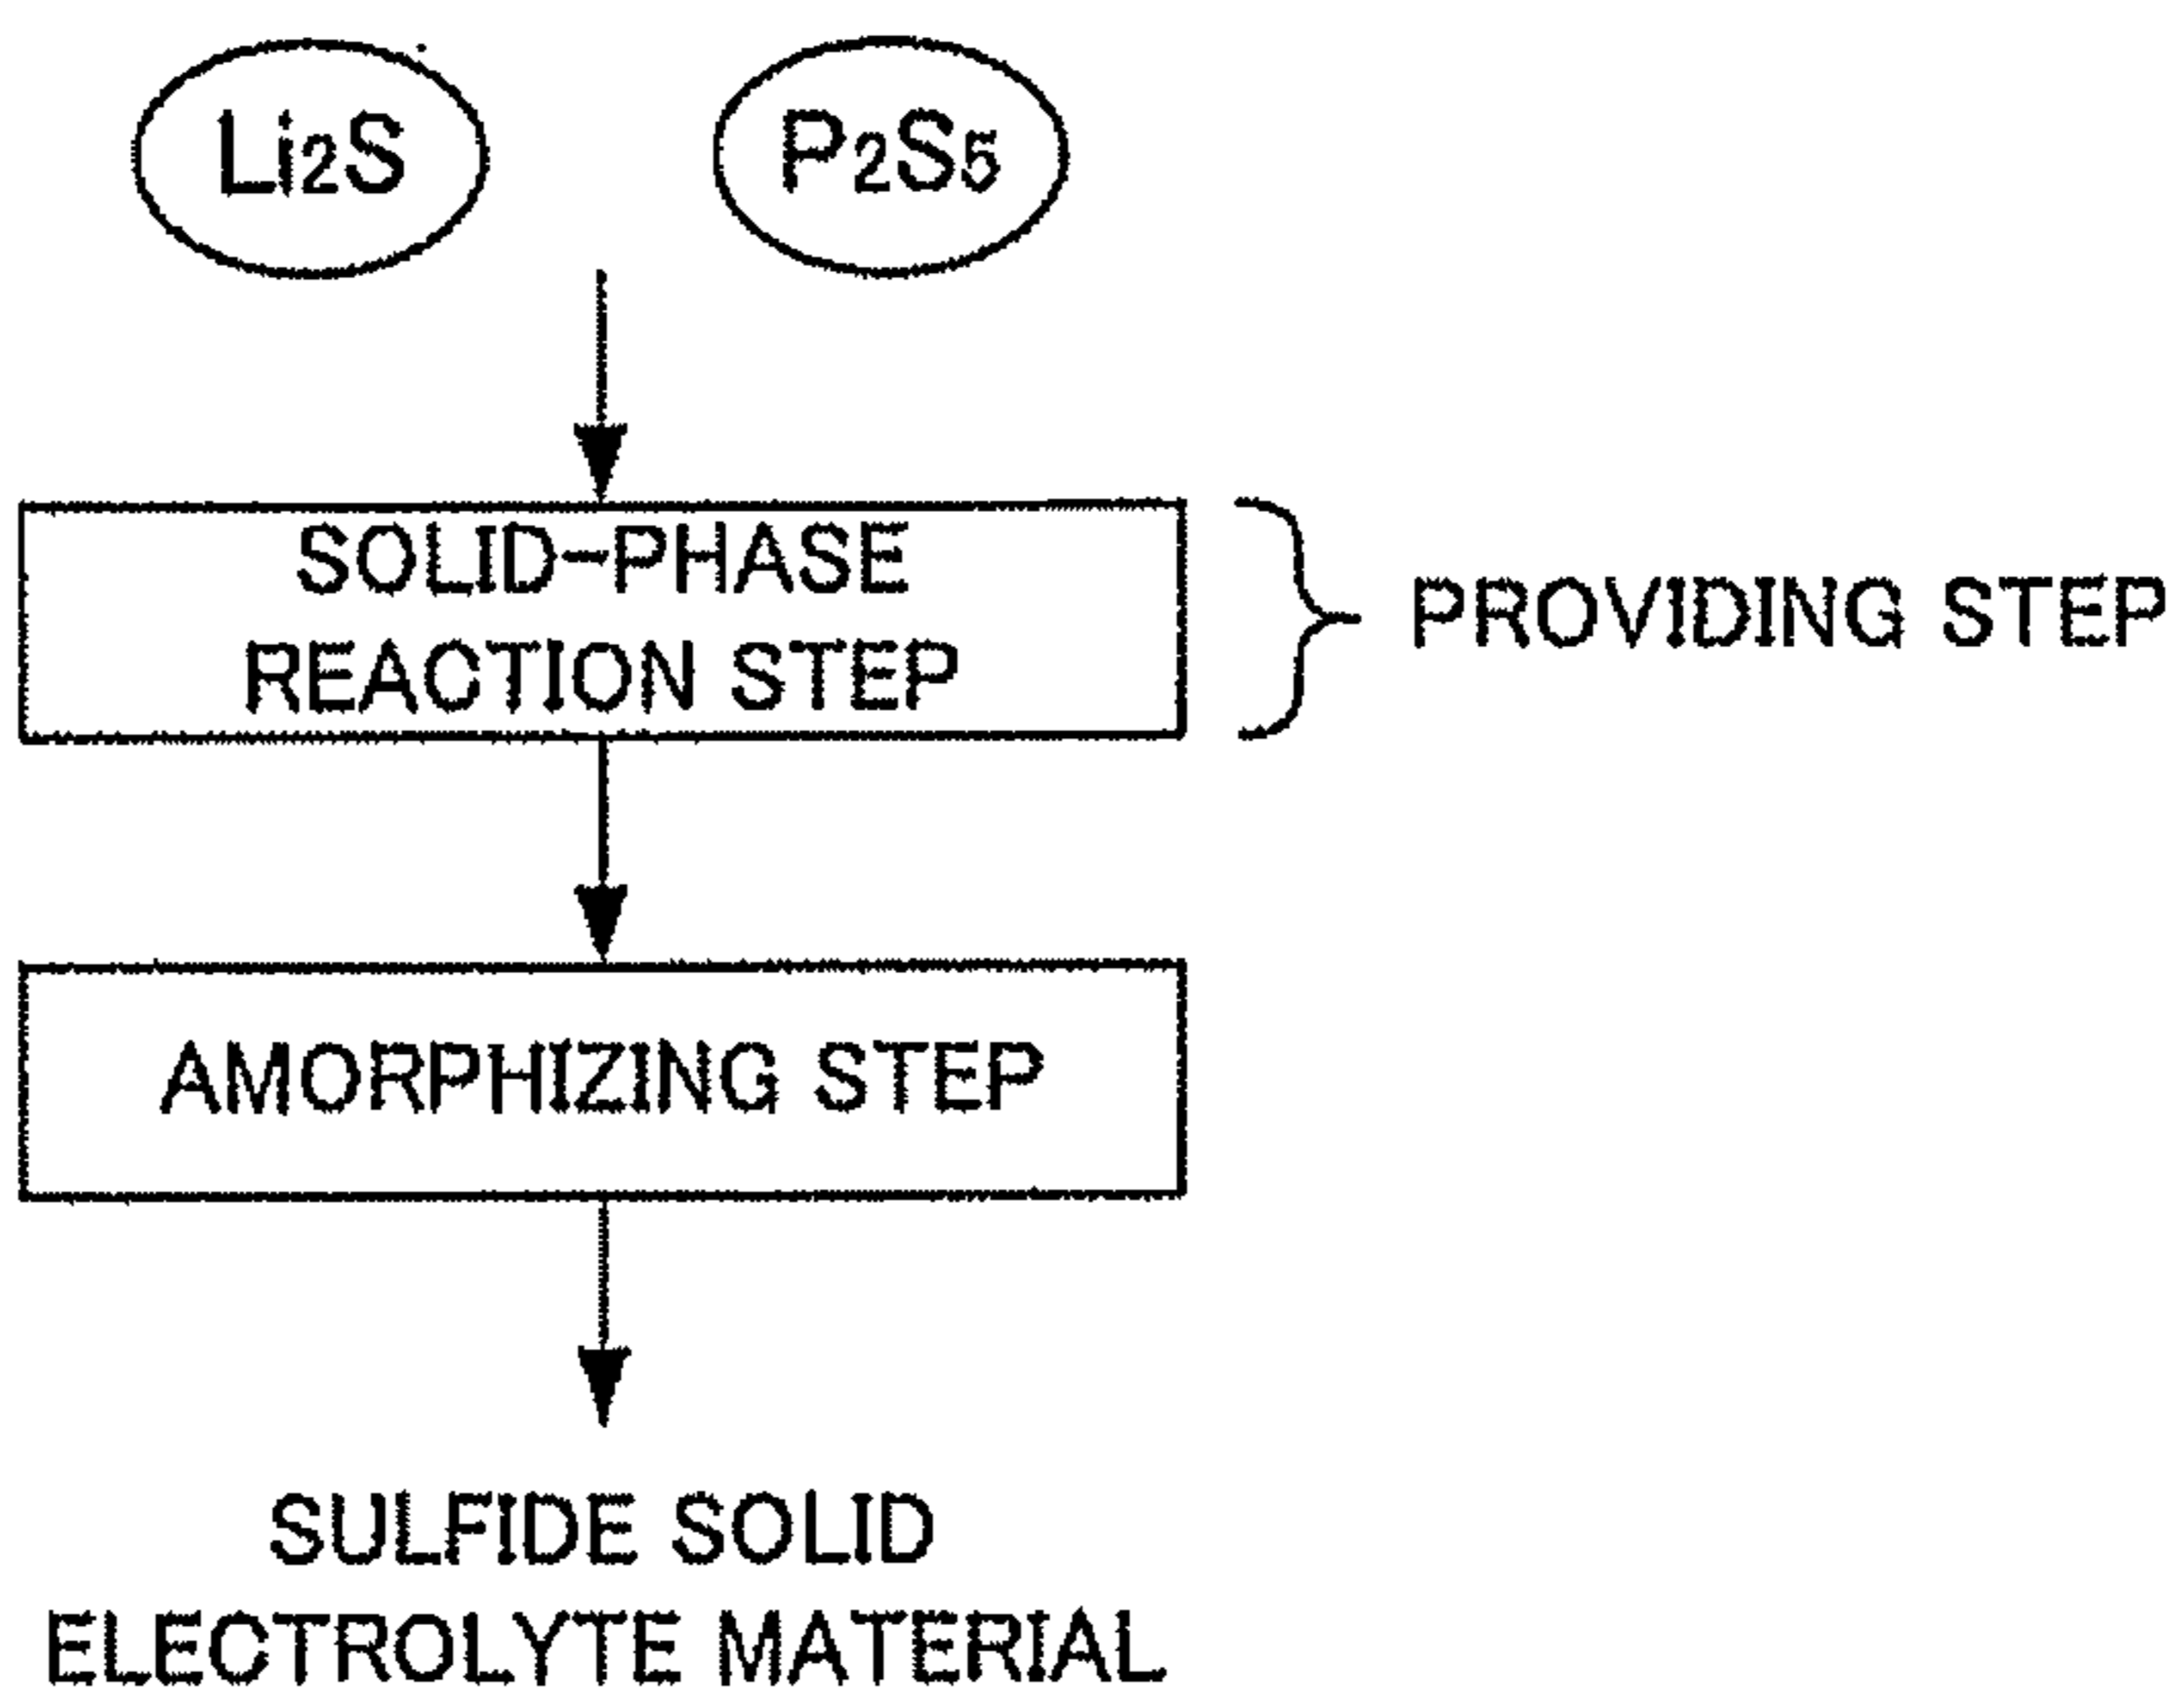 Li2S
P2S5
SOLID-PHASE
REACTION STEP
PROVIDING STEP
AMORPHIZING STEP
SULFIDE SOLID
ELECTROLYTE MATERIAL